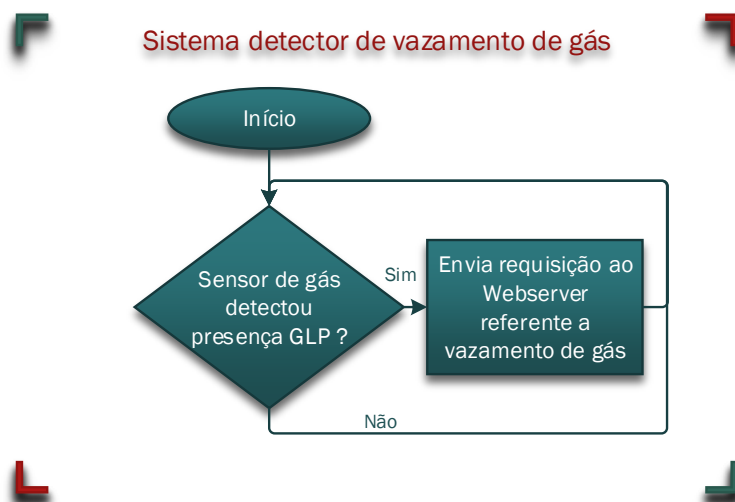 Sistema detector de vazamento de gás
Início
Sensor de gás
detectou
presença GLP ?
Sim
Envia requisição ao
Webserver
referente a
vazamento de gás
Não